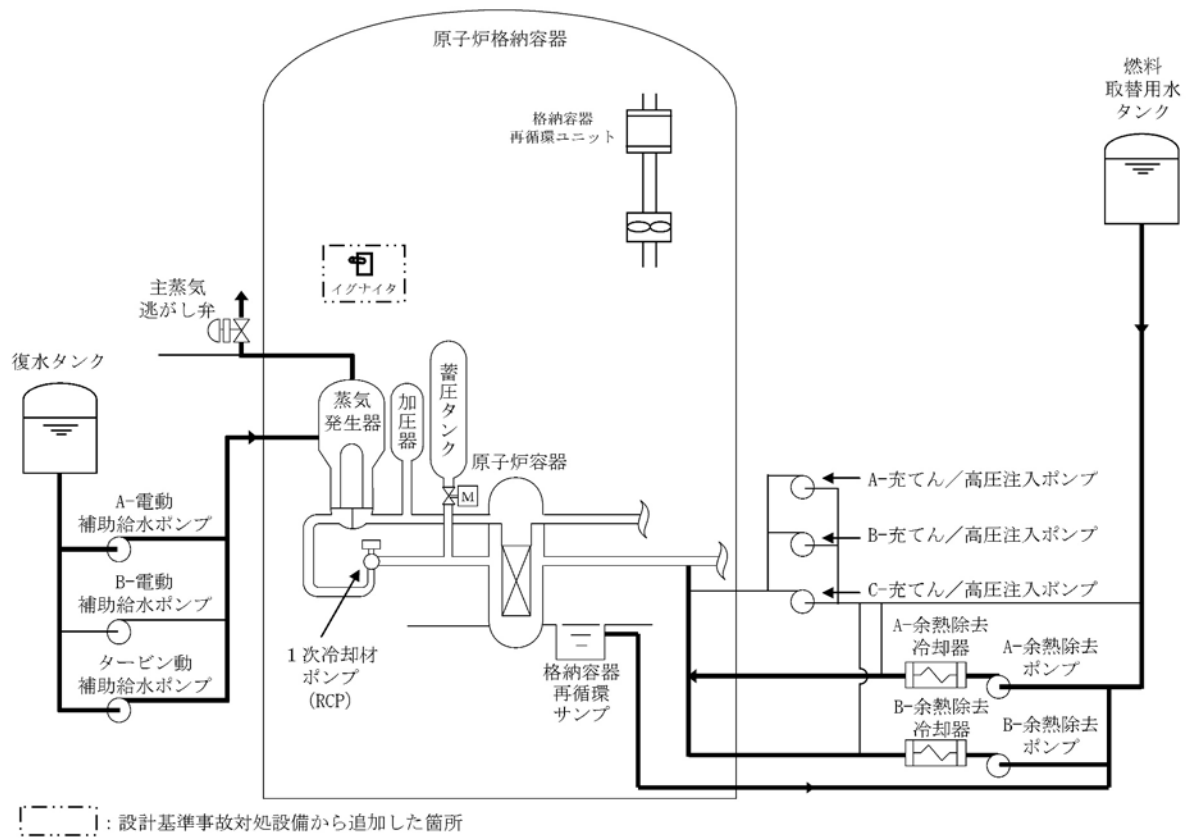 原子炉格納容器
燃料
取替用水
タンク
格納容器
再循環ユニット
イグナイタ
主蒸気
逃がし弁
復水タンク
蒸気
発生器
加圧器
蓄圧タンク
原子炉容器
M
A-充てん／高圧注入ポンプ
B-充てん／高圧注入ポンプ
C-充てん／高圧注入ポンプ
A-電動
補助給水ポンプ
B-電動
補助給水ポンプ
タービン動
補助給水ポンプ
1次冷却材
ポンプ
(RCP)
格納容器
再循環
サンプ
A-余熱除去
冷却器
A-余熱除去
ポンプ
B-余熱除去
冷却器
B-余熱除去
ポンプ
：設計基準事故対処設備から追加した箇所